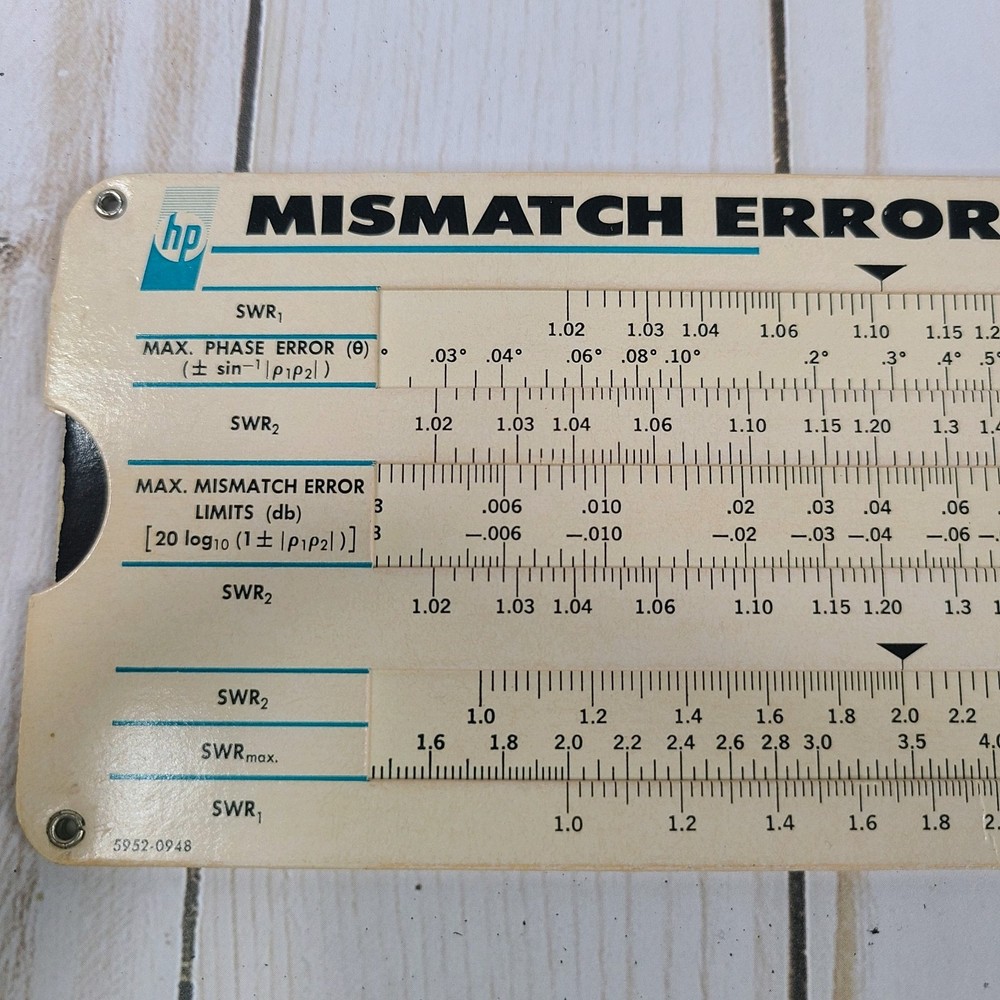 hp
MISMATCH ERROR
SWR₁
1.02 1.03 1.04 1.06 1.10 1.15
MAX. PHASE ERROR (θ)
(± sin⁻¹|ρ₁ρ₂|)
.03° .04° .06° .08° .10° .2° .3° .4° .5°
SWR₂
1.02 1.03 1.04 1.06 1.10 1.15 1.20 1.3
MAX. MISMATCH ERROR
LIMITS (db)
[20 log₁₀ (1 ± |ρ₁ρ₂|)]
3 .006 .010 .02 .03 .04 .06
3 —.006 —.010 —.02 —.03 —.04 —.06
SWR₂
1.02 1.03 1.04 1.06 1.10 1.15 1.20 1.3
SWR₂
1.0 1.2 1.4 1.6 1.8 2.0 2.2
SWRmax.
1.6 1.8 2.0 2.2 2.4 2.6 2.8 3.0 3.5 4.0
SWR₁
1.0 1.2 1.4 1.6 1.8
5952-0948